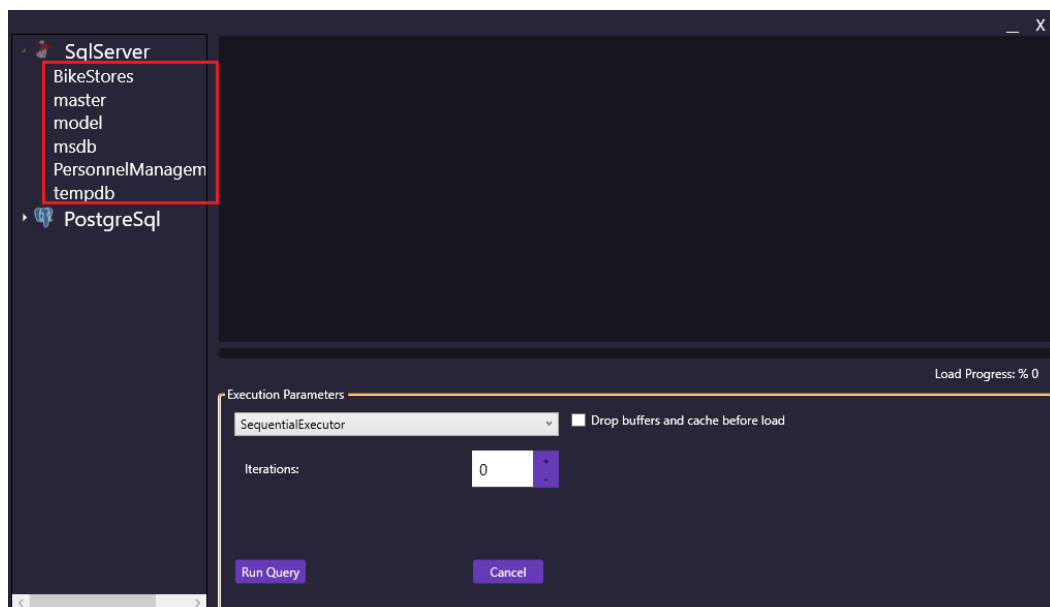 _ X
SqlServer
BikeStores
master
model
msdb
PersonnelManagem
tempdb
PostgreSql
Load Progress: % 0
Execution Parameters
SequentialExecutor
Drop buffers and cache before load
Iterations:
0
+
-
Run Query
Cancel